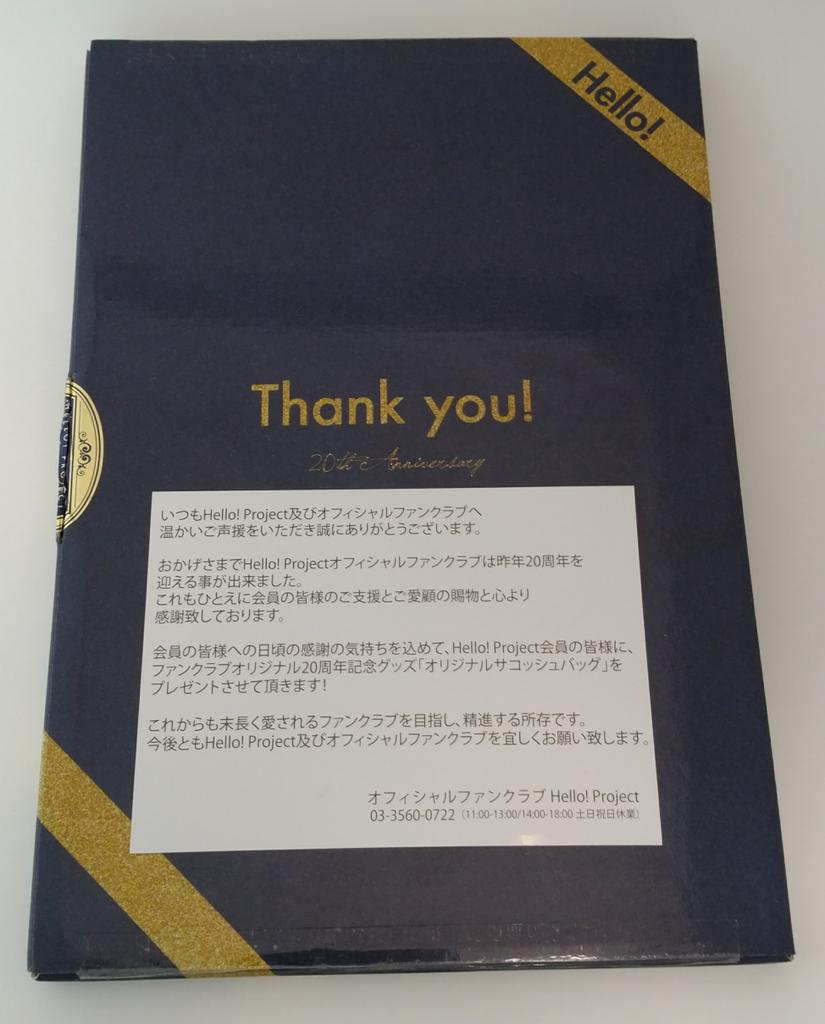 Hello!
Thank you!
20th Anniversary
HELLO! PROJECT
いつもHello! Project及びオフィシャルファンクラブへ
温かいご声援をいただき誠にありがとうございます。
おかげさまでHello! Projectオフィシャルファンクラブは昨年20周年を
迎える事が出来ました。
これもひとえに会員の皆様のご支援とご愛顧の賜物と心より
感謝致しております。
会員の皆様への日頃の感謝の気持ちを込めて、Hello! Project会員の皆様に、
ファンクラブオリジナル20周年記念グッズ「オリジナルサコッシュバッグ」を
プレゼントさせて頂きます!
これからも末長く愛されるファンクラブを目指し、精進する所存です。
今後ともHello! Project及びオフィシャルファンクラブを宜しくお願い致します。
オフィシャルファンクラブ Hello! Project
03-3560-0722（11:00-13:00/14:00-18:00 土日祝日休業）